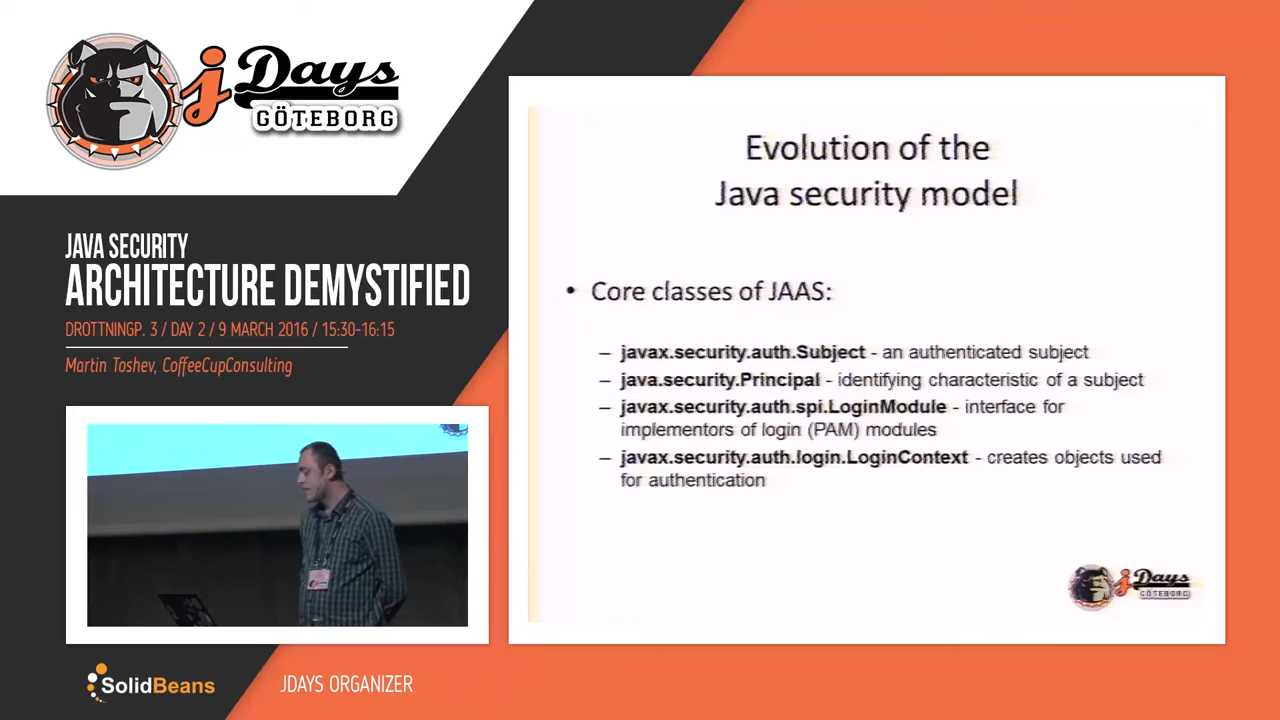 jDays
GÖTEBORG
JAVA SECURITY
ARCHITECTURE DEMYSTIFIED
DROTTNINGP. 3 / DAY 2 / 9 MARCH 2016 / 15:30-16:15
Martin Toshev, CoffeeCupConsulting
Evolution of the
Java security model
• Core classes of JAAS:
– javax.security.auth.Subject - an authenticated subject
– java.security.Principal - identifying characteristic of a subject
– javax.security.auth.spi.LoginModule - interface for
implementors of login (PAM) modules
– javax.security.auth.login.LoginContext - creates objects used
for authentication
jDays
GÖTEBORG
SolidBeans
JDAYS ORGANIZER